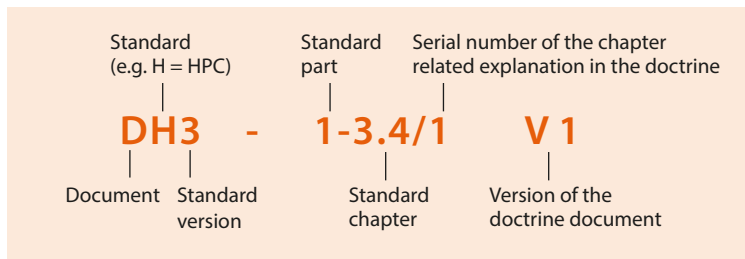 Standard
(e.g. H = HPC)
Standard
part
Serial number of the chapter
related explanation in the doctrine
DH3 - 1-3.4/1 V 1
Document
Standard
version
Standard
chapter
Version of the
doctrine document